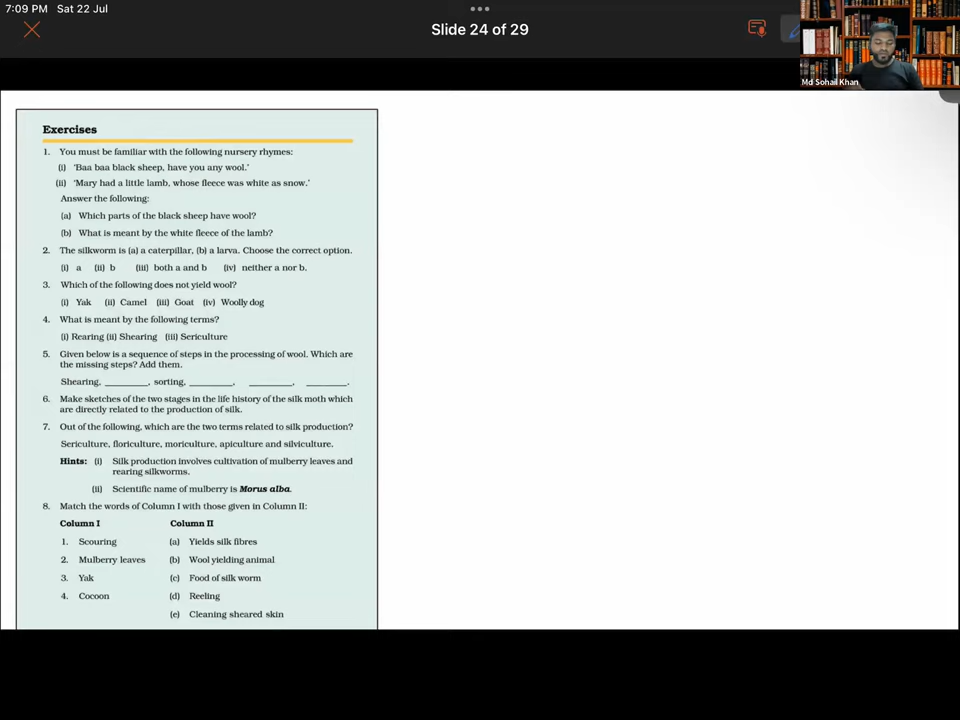 7:09 PM Sat 22 Jul
Slide 24 of 29
Md Sohail Khan
Exercises
1. You must be familiar with the following nursery rhymes:
(i) 'Baa baa black sheep, have you any wool.'
(ii) 'Mary had a little lamb, whose fleece was white as snow.'
Answer the following:
(a) Which parts of the black sheep have wool?
(b) What is meant by the white fleece of the lamb?
2. The silkworm is (a) a caterpillar, (b) a larva. Choose the correct option.
(i) a (ii) b (iii) both a and b (iv) neither a nor b.
3. Which of the following does not yield wool?
(i) Yak (ii) Camel (iii) Goat (iv) Woolly dog
4. What is meant by the following terms?
(i) Rearing (ii) Shearing (iii) Sericulture
5. Given below is a sequence of steps in the processing of wool. Which are
the missing steps? Add them.
Shearing, __________, sorting, __________, __________, _________.
6. Make sketches of the two stages in the life history of the silk moth which
are directly related to the production of silk.
7. Out of the following, which are the two terms related to silk production?
Sericulture, floriculture, moriculture, apiculture and silviculture.
Hints: (i) Silk production involves cultivation of mulberry leaves and
rearing silkworms.
(ii) Scientific name of mulberry is Morus alba.
8. Match the words of Column I with those given in Column II:
Column I Column II
1. Scouring (a) Yields silk fibres
2. Mulberry leaves (b) Wool yielding animal
3. Yak (c) Food of silk worm
4. Cocoon (d) Reeling
(e) Cleaning sheared skin